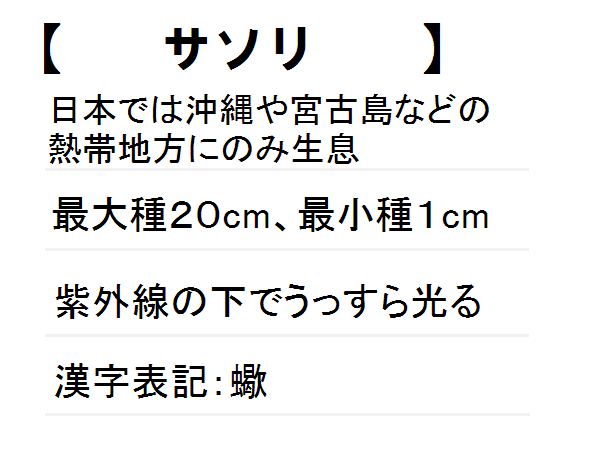 【　サソリ　】
日本では沖縄や宮古島などの
熱帯地方にのみ生息
最大種20cm、最小種1cm
紫外線の下でうっすら光る
漢字表記：蠍